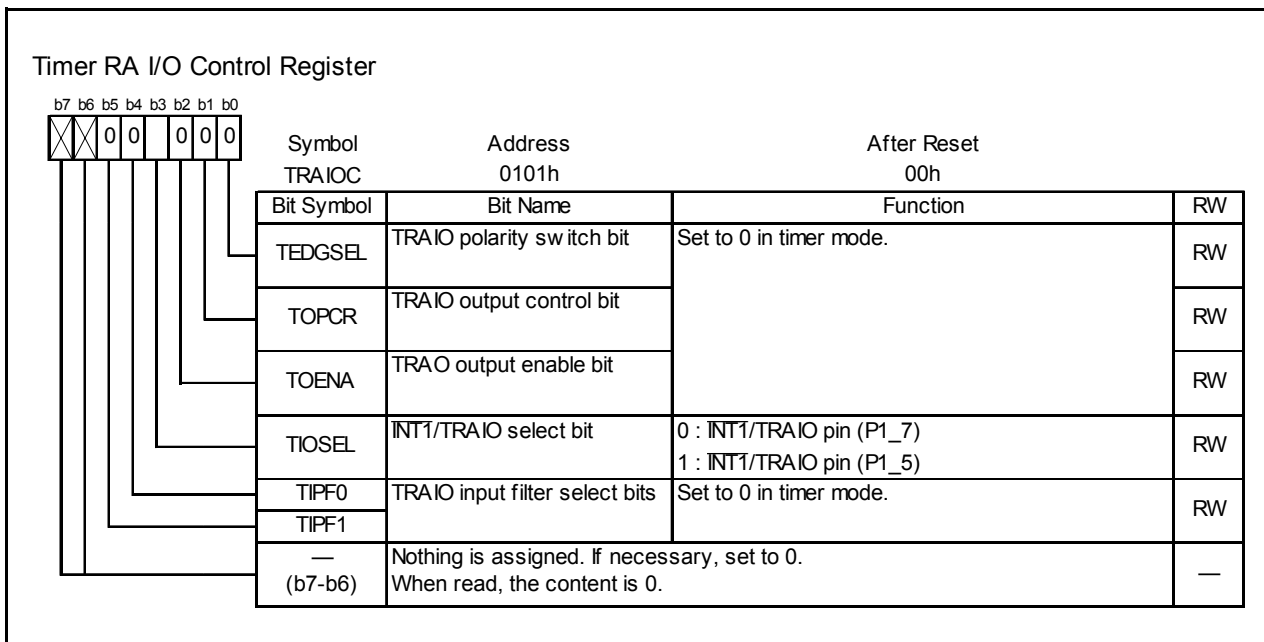 Timer RA I/O Control Register
b7 b6 b5 b4 b3 b2 b1 b0
0 0 0 0 0
Symbol Address After Reset
TRAIOC 0101h 00h
Bit Symbol Bit Name Function RW
TEDGSEL TRAIO polarity switch bit Set to 0 in timer mode. RW
TOPCR TRAIO output control bit RW
TOENA TRAO output enable bit RW
TIOSEL INT1/TRAIO select bit 0 : INT1/TRAIO pin (P1_7) RW
1 : INT1/TRAIO pin (P1_5)
TIPF0 TRAIO input filter select bits Set to 0 in timer mode. RW
TIPF1
— Nothing is assigned. If necessary, set to 0. —
(b7-b6) When read, the content is 0.